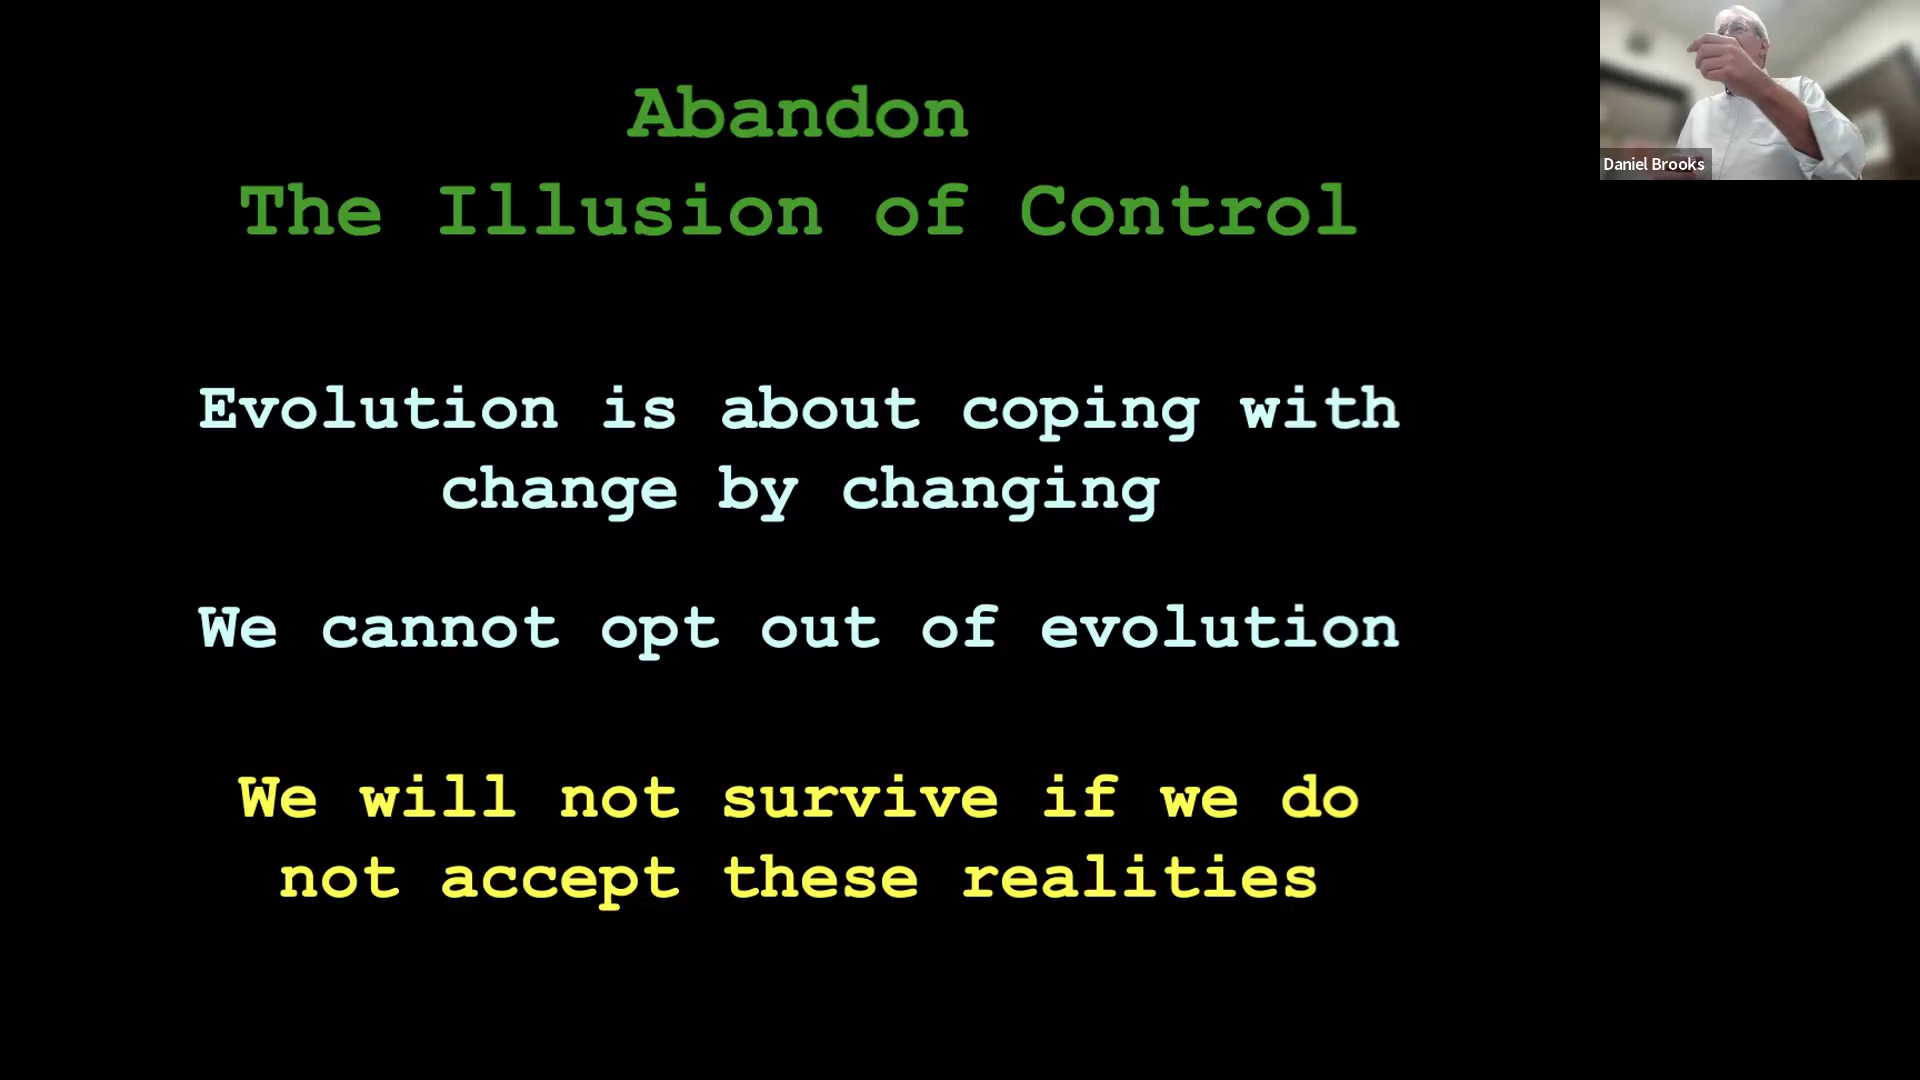 Abandon
The Illusion of Control
Evolution is about coping with
change by changing
We cannot opt out of evolution
We will not survive if we do
not accept these realities
Daniel Brooks